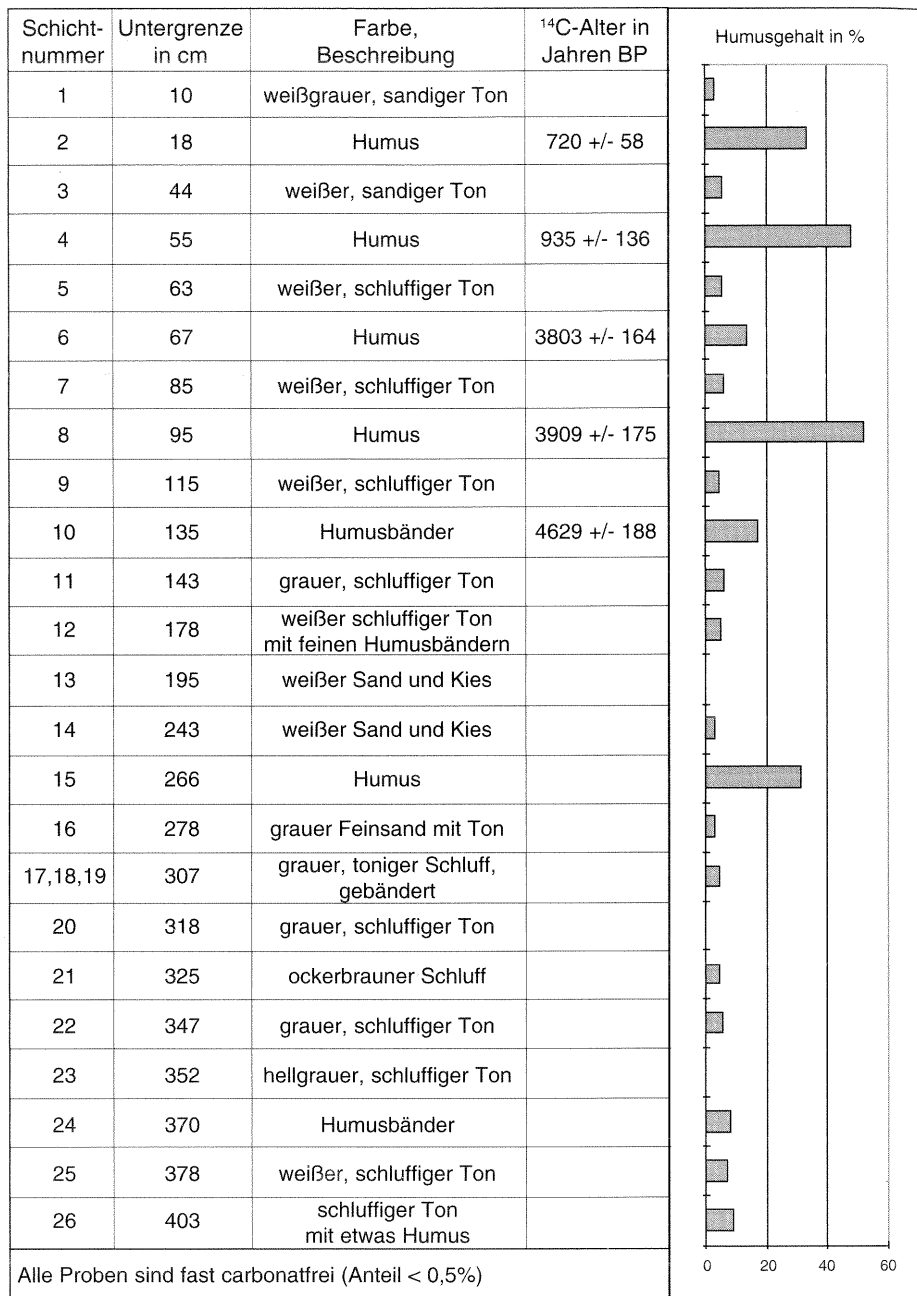 Schicht- Untergrenze Farbe, ¹⁴C-Alter in
nummer in cm Beschreibung Jahren BP
Humusgehalt in %
0 20 40 60
1 10 weißgrauer, sandiger Ton
2 18 Humus 720 +/- 58
3 44 weißer, sandiger Ton
4 55 Humus 935 +/- 136
5 63 weißer, schluffiger Ton
6 67 Humus 3803 +/- 164
7 85 weißer, schluffiger Ton
8 95 Humus 3909 +/- 175
9 115 weißer, schluffiger Ton
10 135 Humusbänder 4629 +/- 188
11 143 grauer, schluffiger Ton
12 178 weißer schluffiger Ton
mit feinen Humusbändern
13 195 weißer Sand und Kies
14 243 weißer Sand und Kies
15 266 Humus
16 278 grauer Feinsand mit Ton
17,18,19 307 grauer, toniger Schluff,
gebändert
20 318 grauer, schluffiger Ton
21 325 ockerbrauner Schluff
22 347 grauer, schluffiger Ton
23 352 hellgrauer, schluffiger Ton
24 370 Humusbänder
25 378 weißer, schluffiger Ton
26 403 schluffiger Ton
mit etwas Humus
Alle Proben sind fast carbonatfrei (Anteil < 0,5%)
0 20 40 60